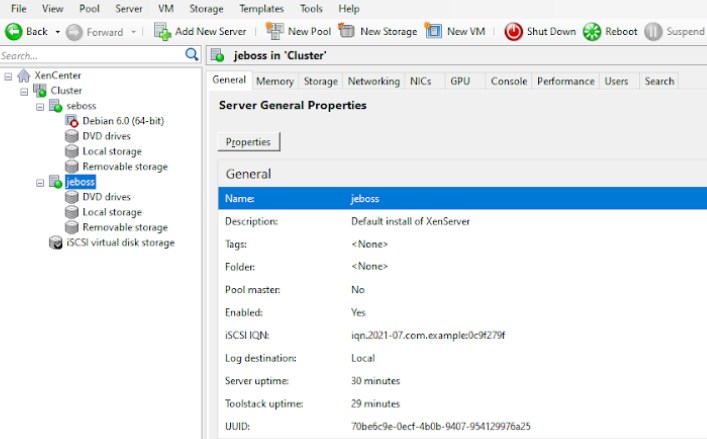 File View Pool Server VM Storage Templates Tools Help
Back Forward Add New Server New Pool New Storage New VM Shut Down Reboot Suspend
Search...
XenCenter
Cluster
seboss
Debian 6.0 (64-bit)
DVD drives
Local storage
Removable storage
jeboss
DVD drives
Local storage
Removable storage
iSCSI virtual disk storage
jeboss in 'Cluster'
General Memory Storage Networking NICs GPU Console Performance Users Search
Server General Properties
Properties
General
Name: jeboss
Description: Default install of XenServer
Tags: <None>
Folder: <None>
Pool master: No
Enabled: Yes
iSCSI IQN: iqn.2021-07.com.example:0c9f279f
Log destination: Local
Server uptime: 30 minutes
Toolstack uptime: 29 minutes
UUID: 70be6c9e-0ecf-4b0b-9407-954129976a25